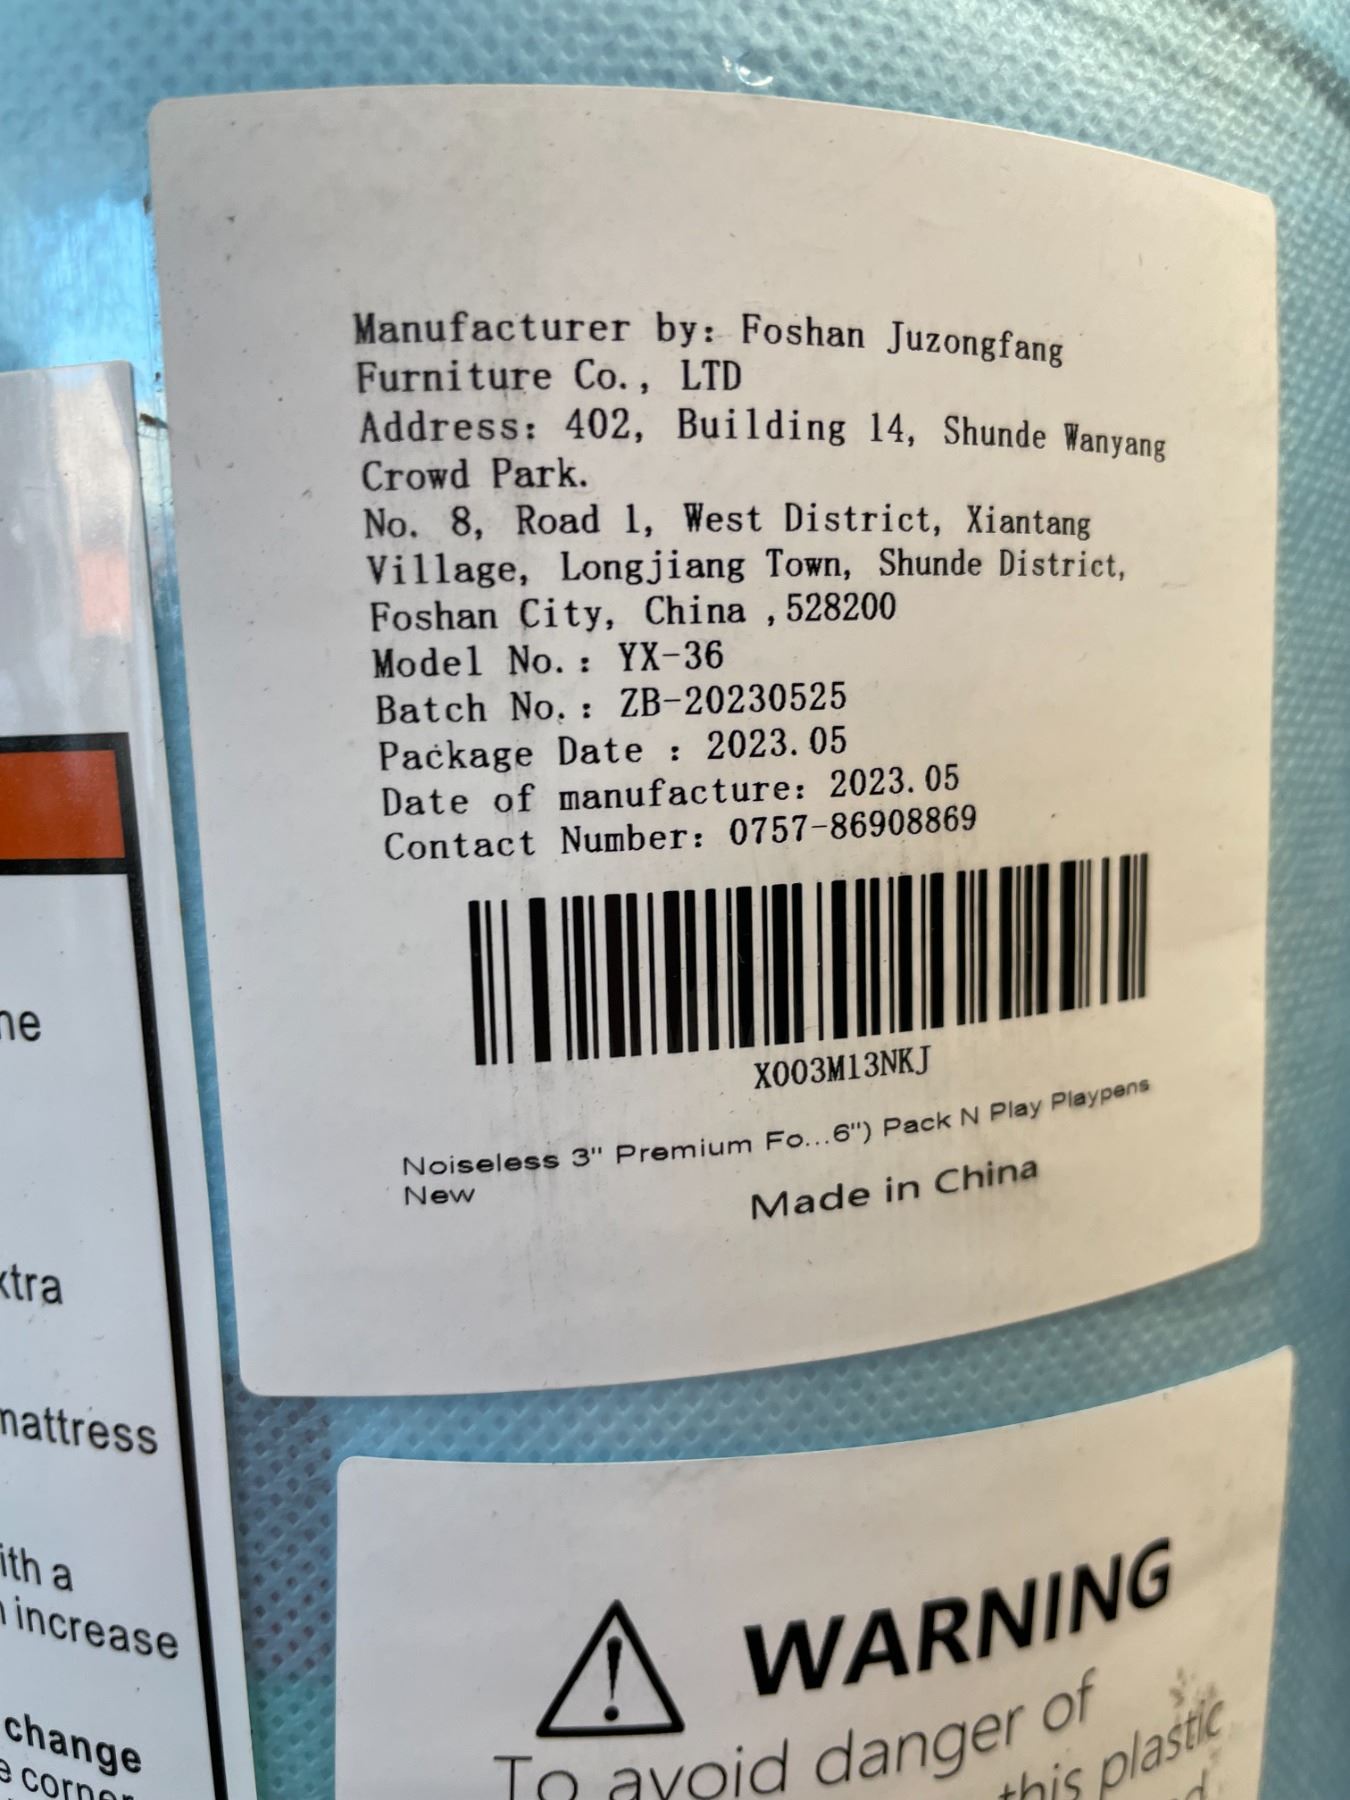 Manufacturer by: Foshan Juzongfang
Furniture Co., LTD
Address: 402, Building 14, Shunde Wanyang
Crowd Park.
No. 8, Road 1, West District, Xiantang
Village, Longjiang Town, Shunde District,
Foshan City, China ,528200
Model No.: YX-36
Batch No.: ZB-20230525
Package Date : 2023.05
Date of manufacture: 2023.05
Contact Number: 0757-86908869
X003M13NKJ
Noiseless 3" Premium Fo...6") Pack N Play Playpens
New
Made in China
mattress
a
increase
change
WARNING
To avoid danger of
this plastic